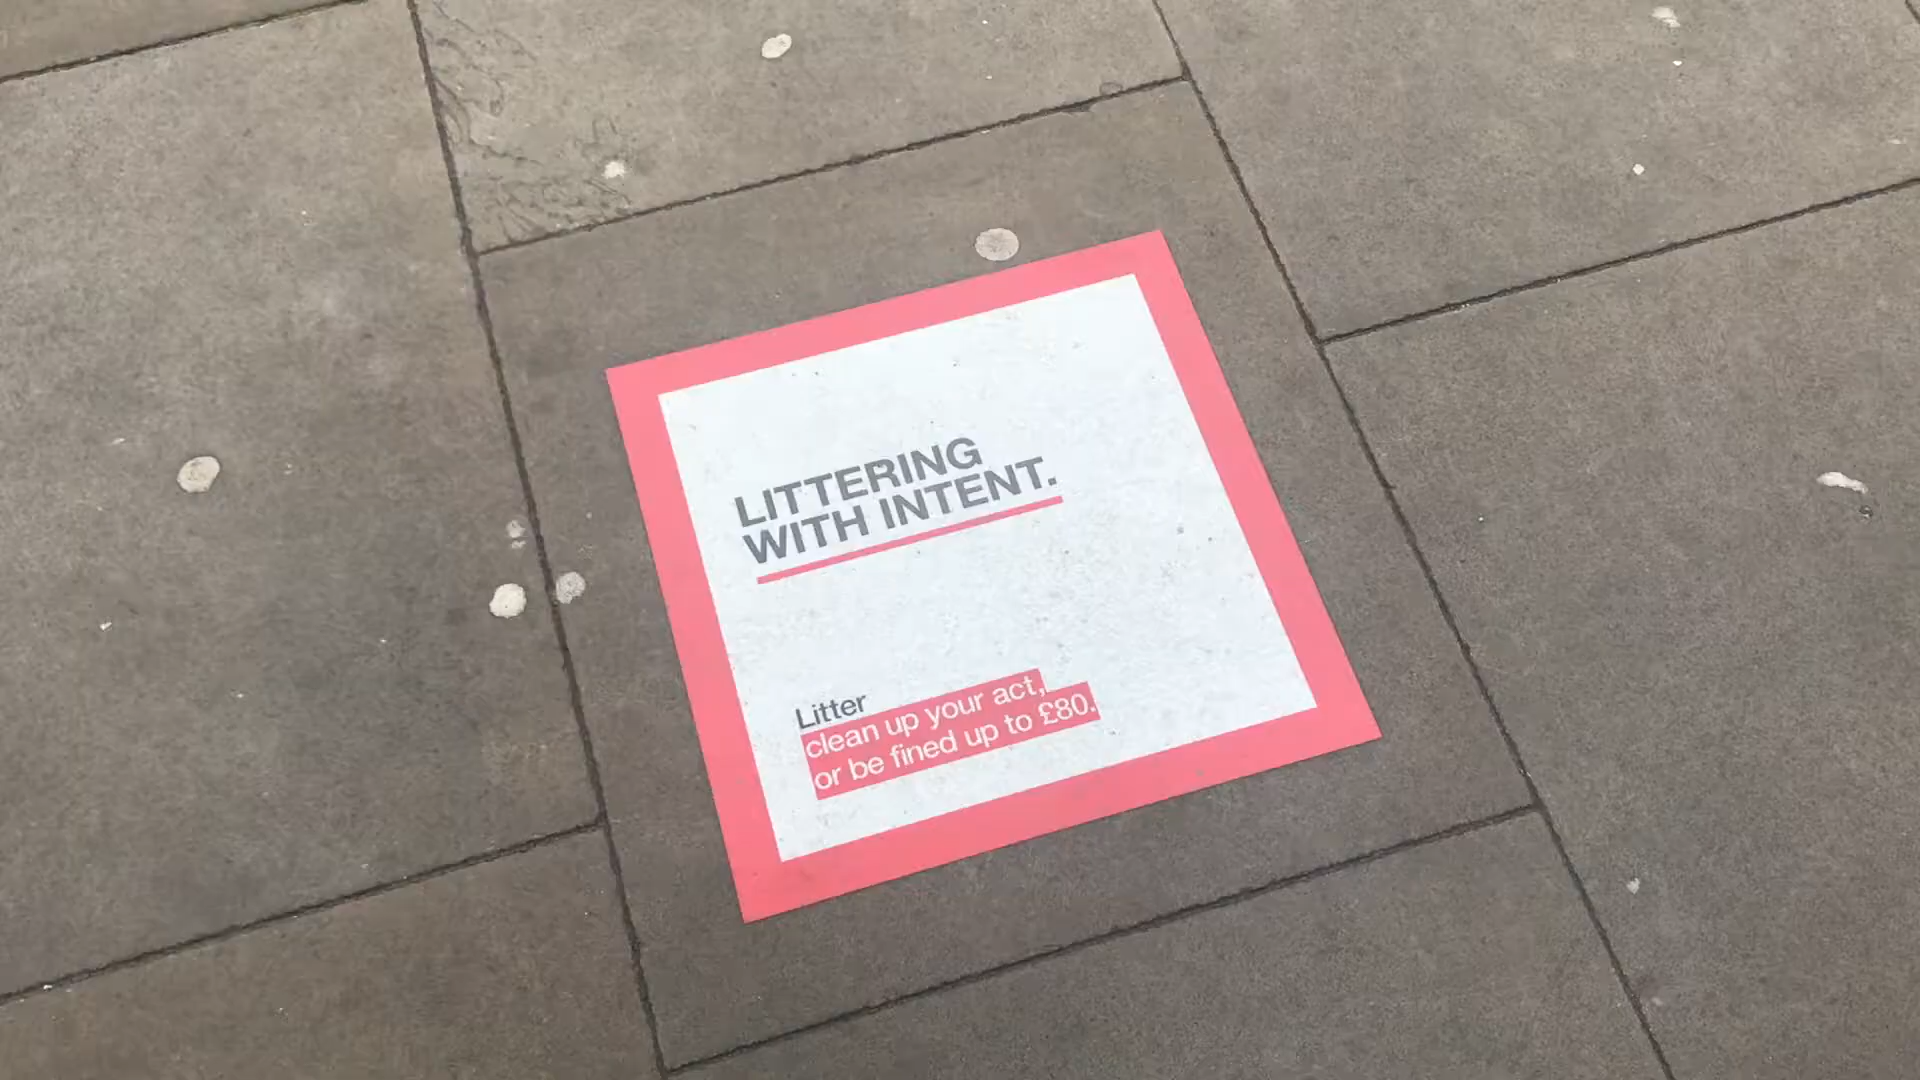 LITTERING
WITH INTENT.
Litter
clean up your act,
or be fined up to £80.